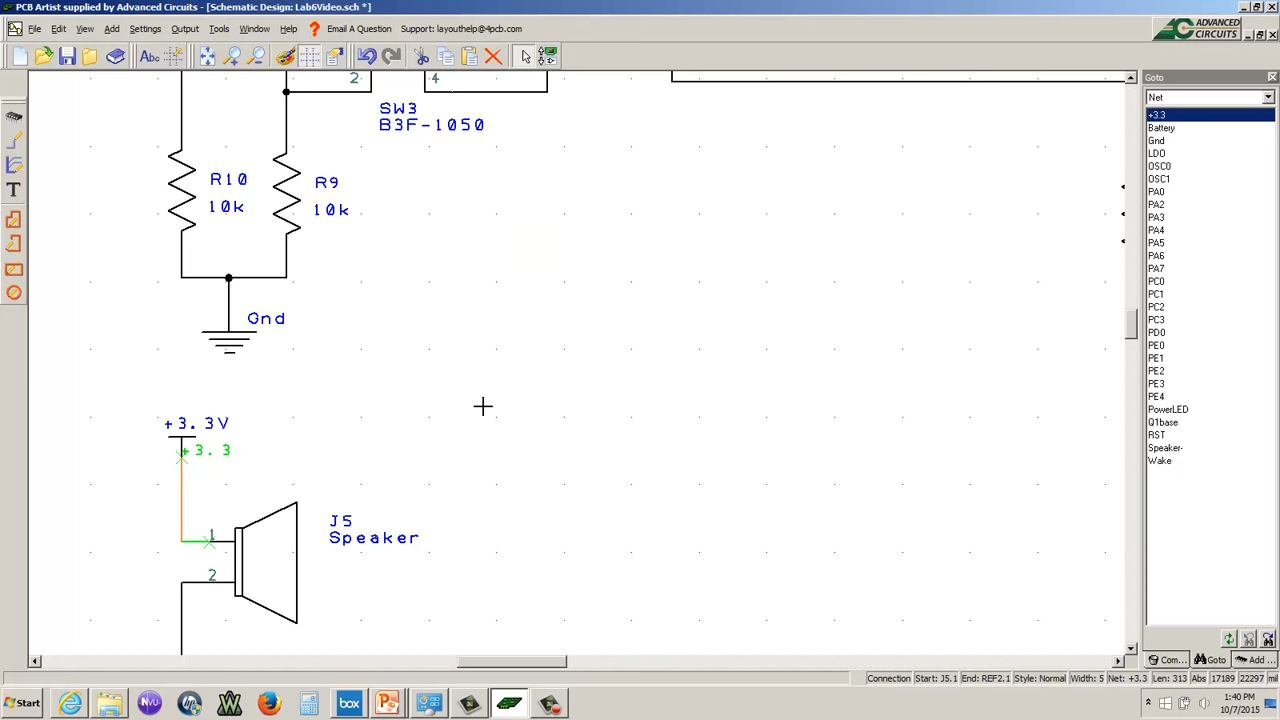 PCB Artist supplied by Advanced Circuits - [Schematic Design: Lab6Video.sch *]
File Edit View Add Settings Output Tools Window Help ? Email A Question Support: layouthelp@4pcb.com
ADVANCED
CIRCUITS
Abc
Goto
Net
+3.3
Battery
Gnd
LDO
OSC0
OSC1
PA0
PA2
PA3
PA4
PA5
PA6
PA7
PC0
PC1
PC2
PC3
PD0
PE0
PE1
PE2
PE3
PE4
PowerLED
Q1base
RST
Speaker-
Wake
2
4
SW3
B3F-1050
R10
10k
R9
10k
Gnd
+3.3V
+3.3
1
2
J5
Speaker
Com... Goto Add ...
Connection Start: J5.1 End: REF2.1 Style: Normal Width: 5 Net: +3.3 Len: 313 Abs 17189 22297 mil
Start
NVU
hp
W
box
1:40 PM
10/7/2015